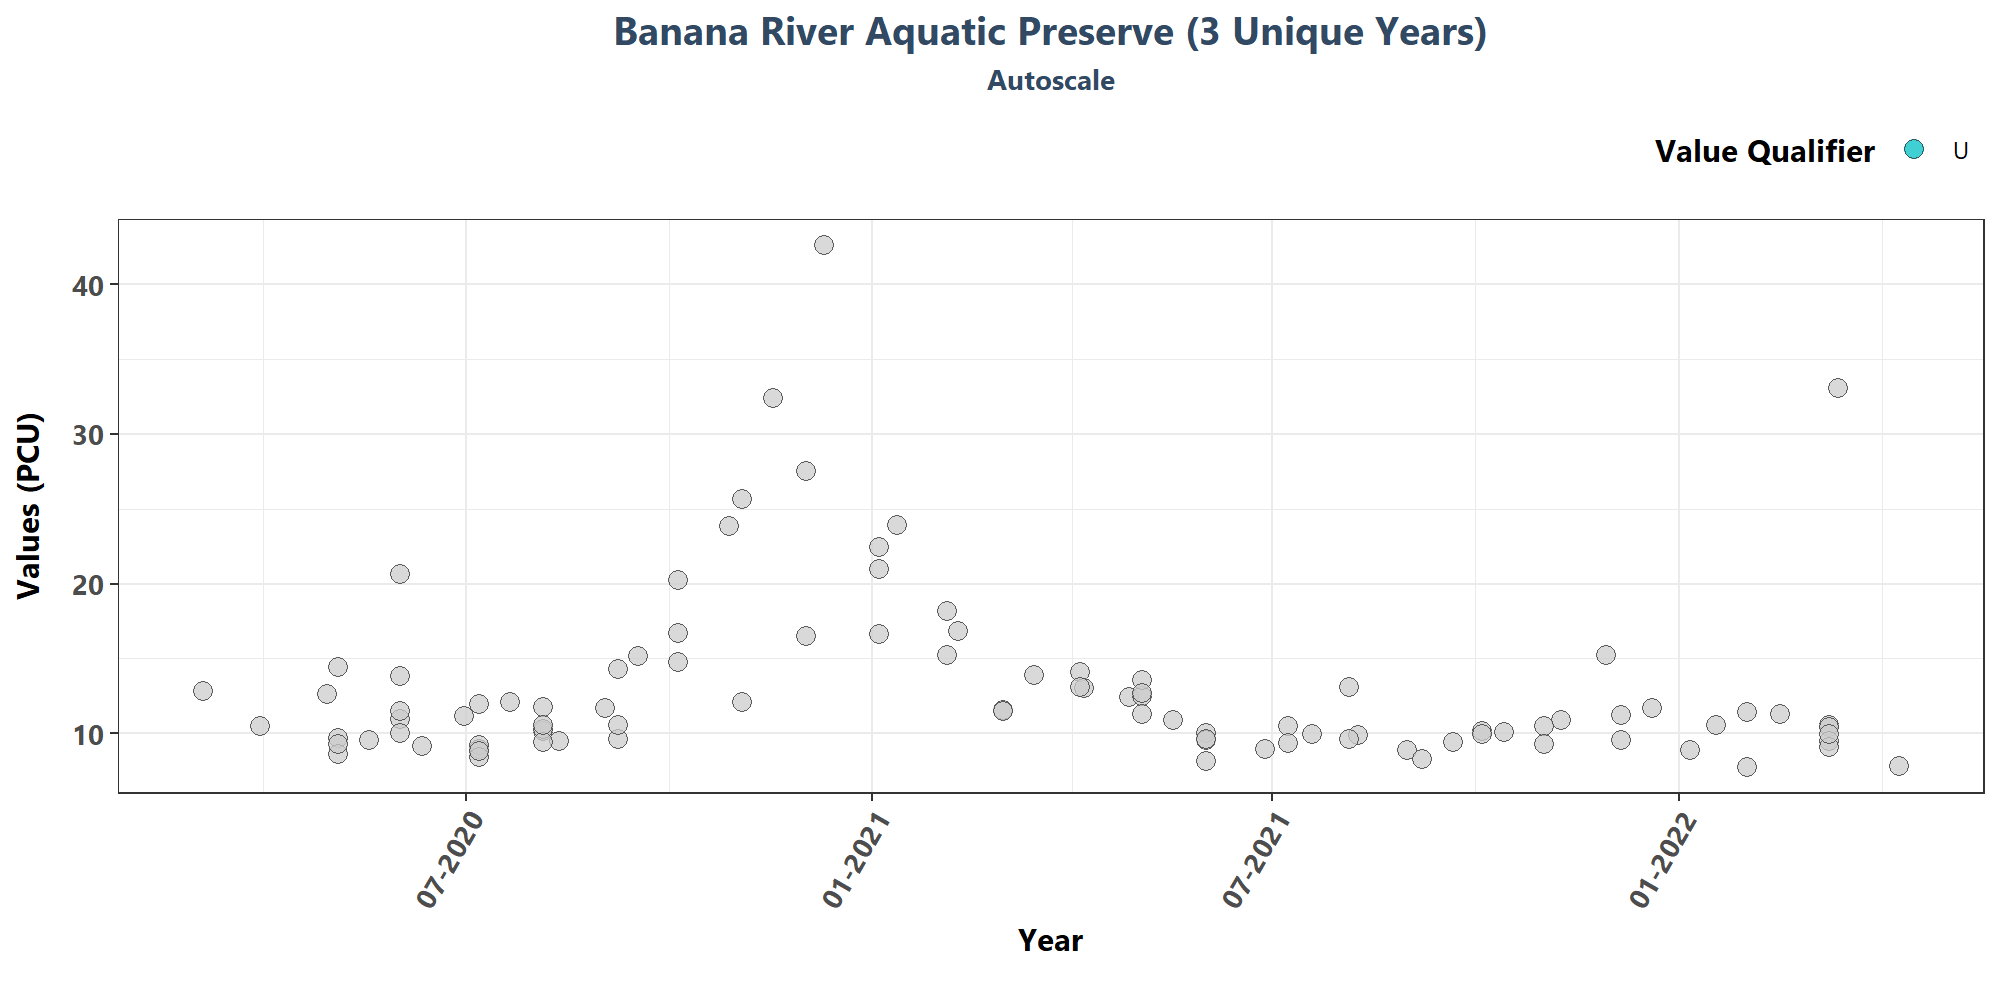 Banana River Aquatic Preserve (3 Unique Years)
Autoscale
Value Qualifier U
40
30
20
10
Values (PCU)
07-2020 01-2021 07-2021 01-2022
Year